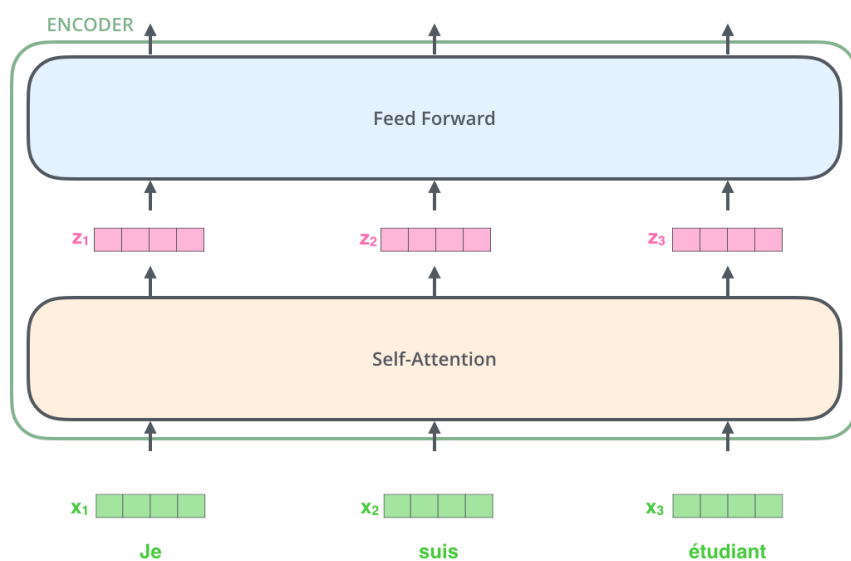 ENCODER
Feed Forward
z₁ z₂ z₃
Self-Attention
x₁ x₂ x₃
Je suis étudiant